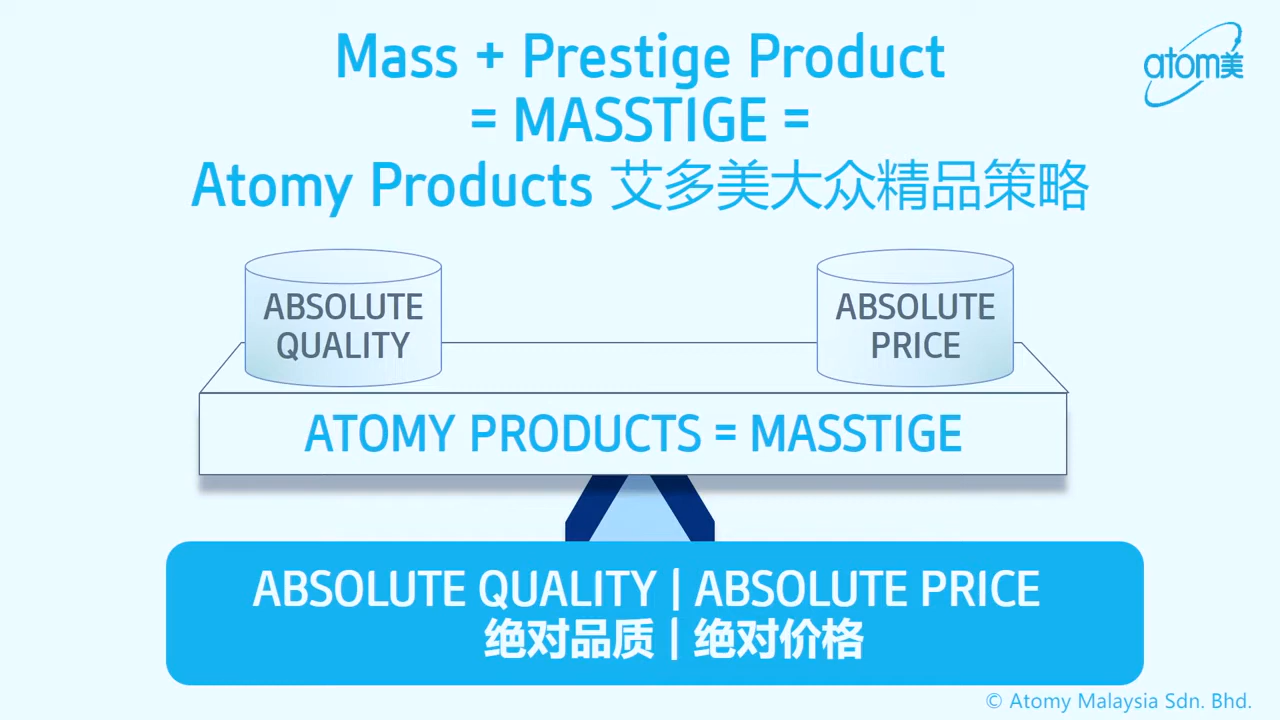 Mass + Prestige Product
= MASSTIGE =
Atomy Products 艾多美大众精品策略
atom美
ABSOLUTE
QUALITY
ABSOLUTE
PRICE
ATOMY PRODUCTS = MASSTIGE
ABSOLUTE QUALITY | ABSOLUTE PRICE
绝对品质 | 绝对价格
© Atomy Malaysia Sdn. Bhd.